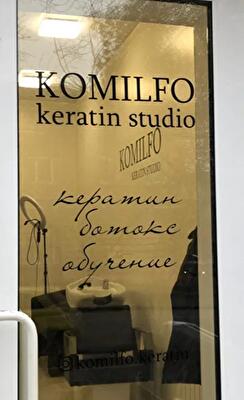 KOMILFO
keratin studio
KOMILFO
KERATIN STUDIO
кератин
ботокс
обучение
komilfo.keratin